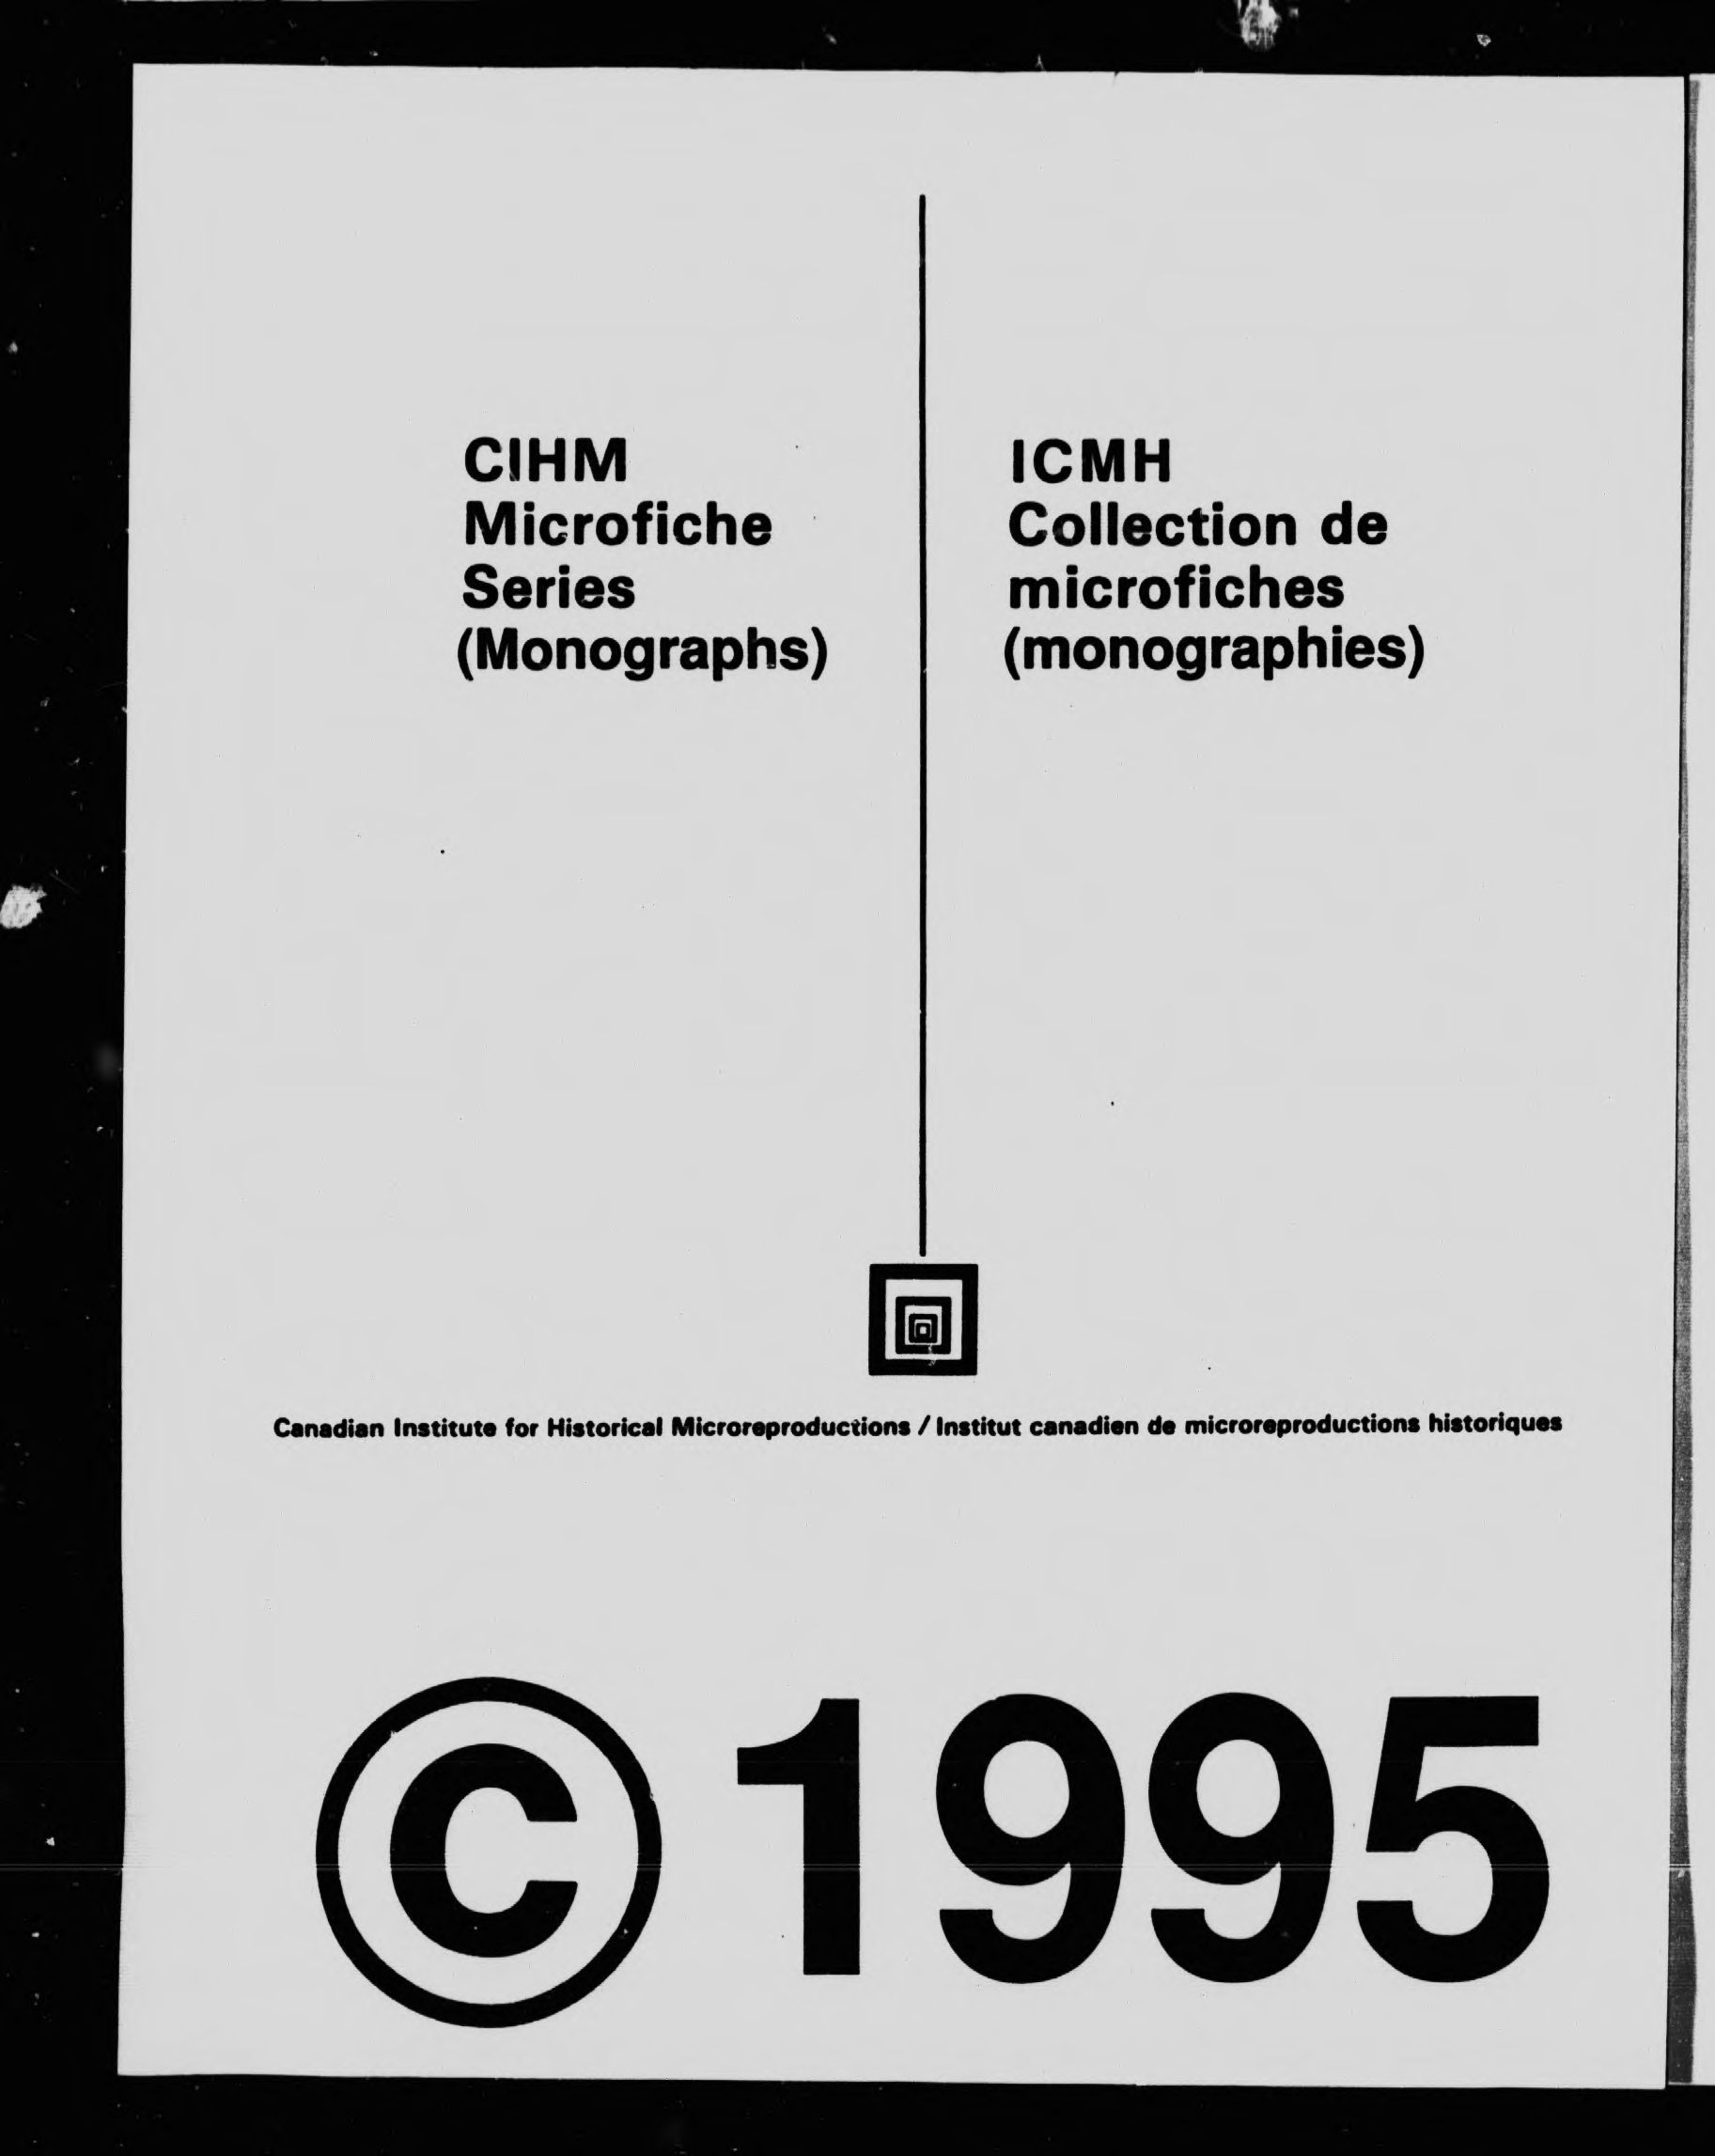 CIHM
Microfiche
Series
(Monographs)
ICMH
Collection de
microfiches
(monographies)
Canadian Institute for Historical Microreproductions / Institut canadien de microreproductions historiques
© 1995